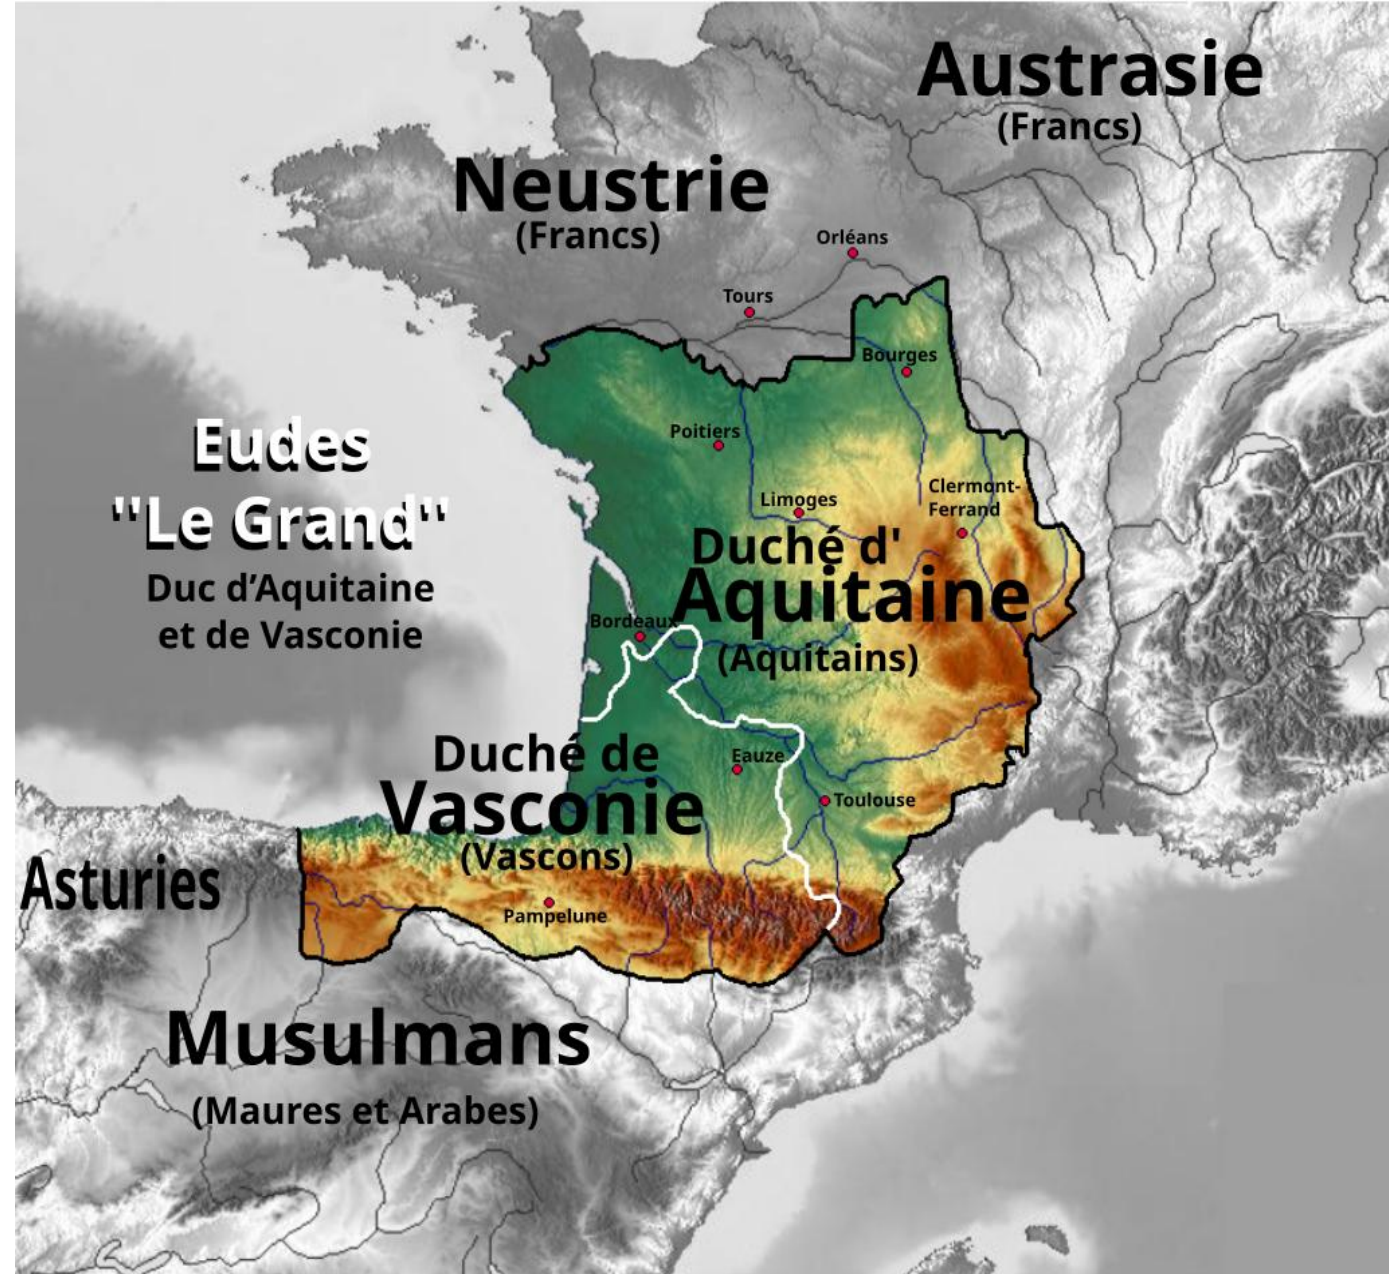 Austrasie
(Francs)
Neustrie
(Francs)
Orléans
Tours
Bourges
Poitiers
Clermont-
Ferrand
Limoges
Eudes
"Le Grand"
Duc d’Aquitaine
et de Vasconie
Duché d'
Aquitaine
(Aquitains)
Bordeaux
Duché de
Vasconie
(Vascons)
Eauze
Toulouse
Asturies
Pampelune
Musulmans
(Maures et Arabes)